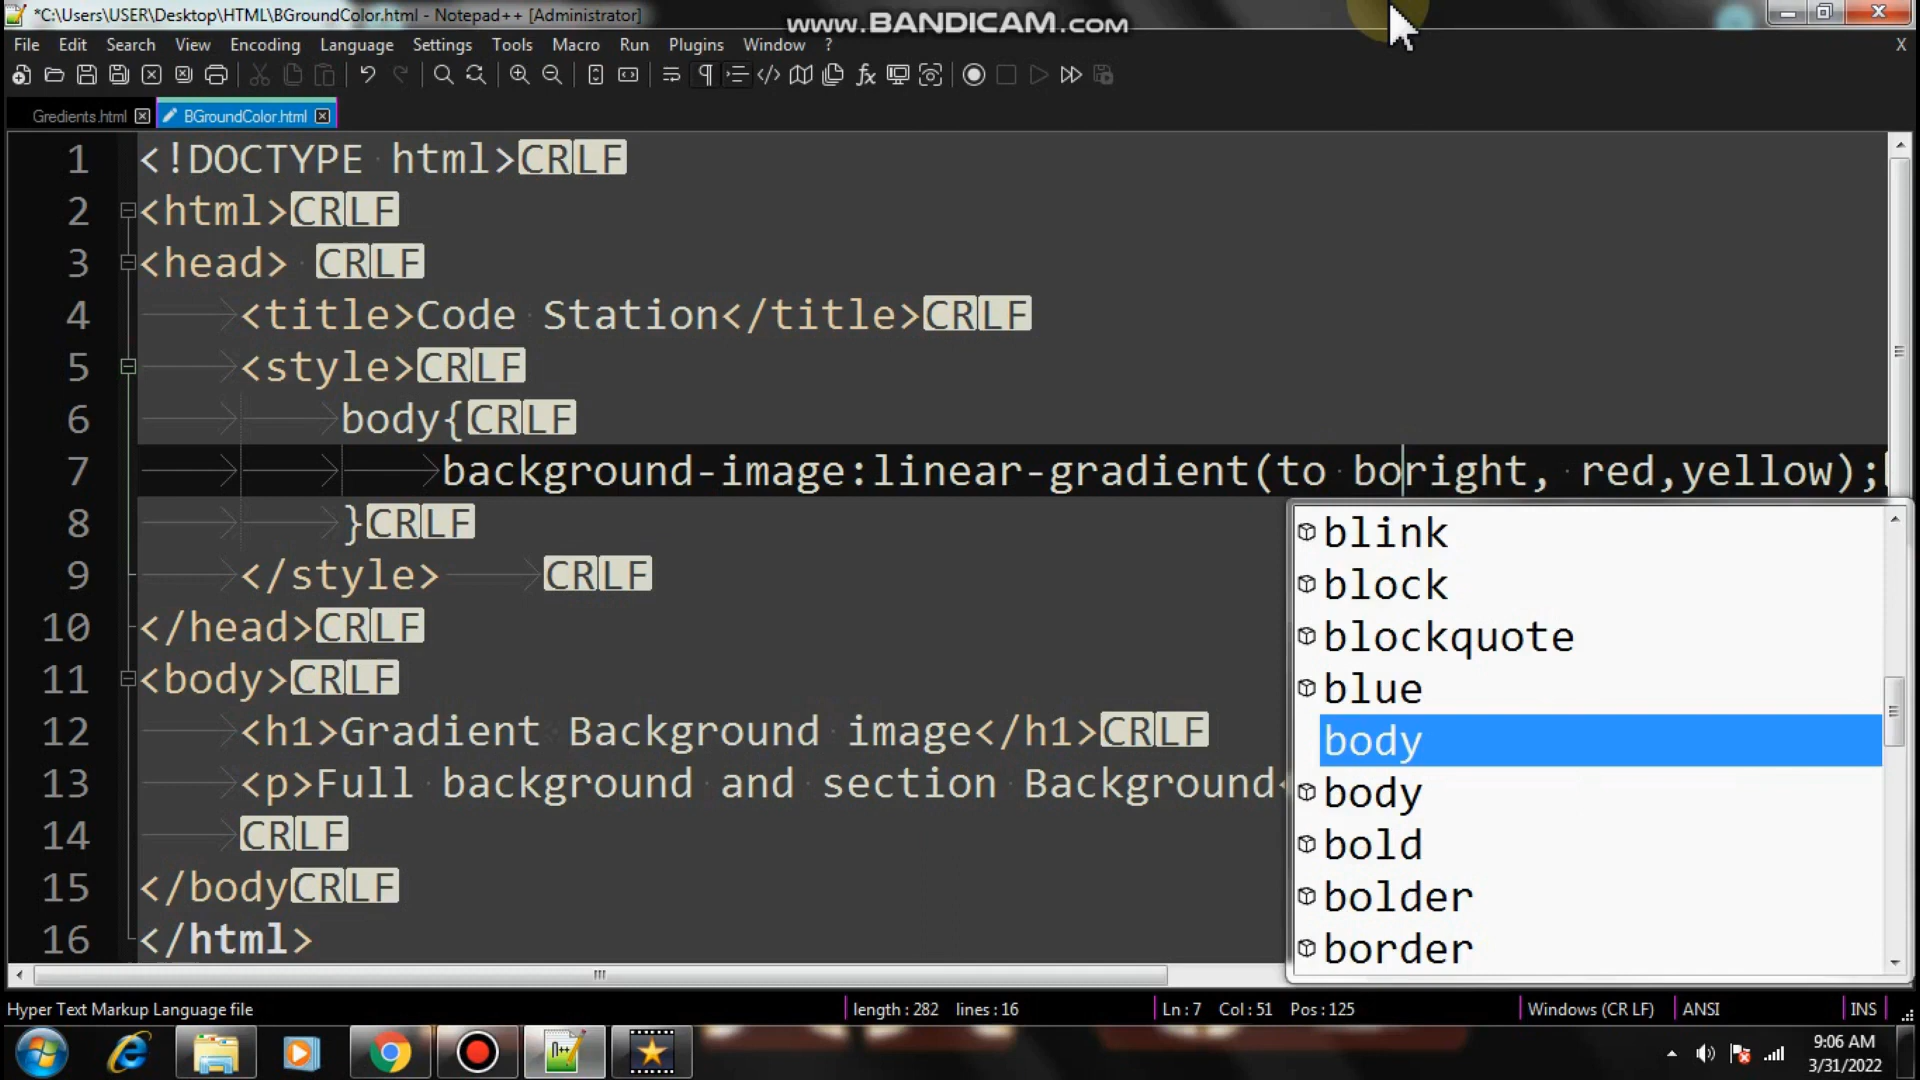 *C:\Users\USER\Desktop\HTML\BGroundColor.html - Notepad++ [Administrator]
www.BANDICAM.com
File Edit Search View Encoding Language Settings Tools Macro Run Plugins Window ? X
Gredients.html BGroundColor.html
1 <!DOCTYPE html>CRLF
2 <html>CRLF
3 <head> CRLF
4 <title>Code Station</title>CRLF
5 <style>CRLF
6 body{CRLF
7 background-image:linear-gradient(to boright, red,yellow);
8 }CRLF
9 </style> CRLF
10 </head>CRLF
11 <body>CRLF
12 <h1>Gradient Background image</h1>CRLF
13 <p>Full background and section Background<
14 CRLF
15 </bodyCRLF
16 </html>
blink
block
blockquote
blue
body
body
bold
bolder
border
Hyper Text Markup Language file length : 282 lines : 16 Ln : 7 Col : 51 Pos : 125 Windows (CR LF) ANSI INS
9:06 AM
3/31/2022